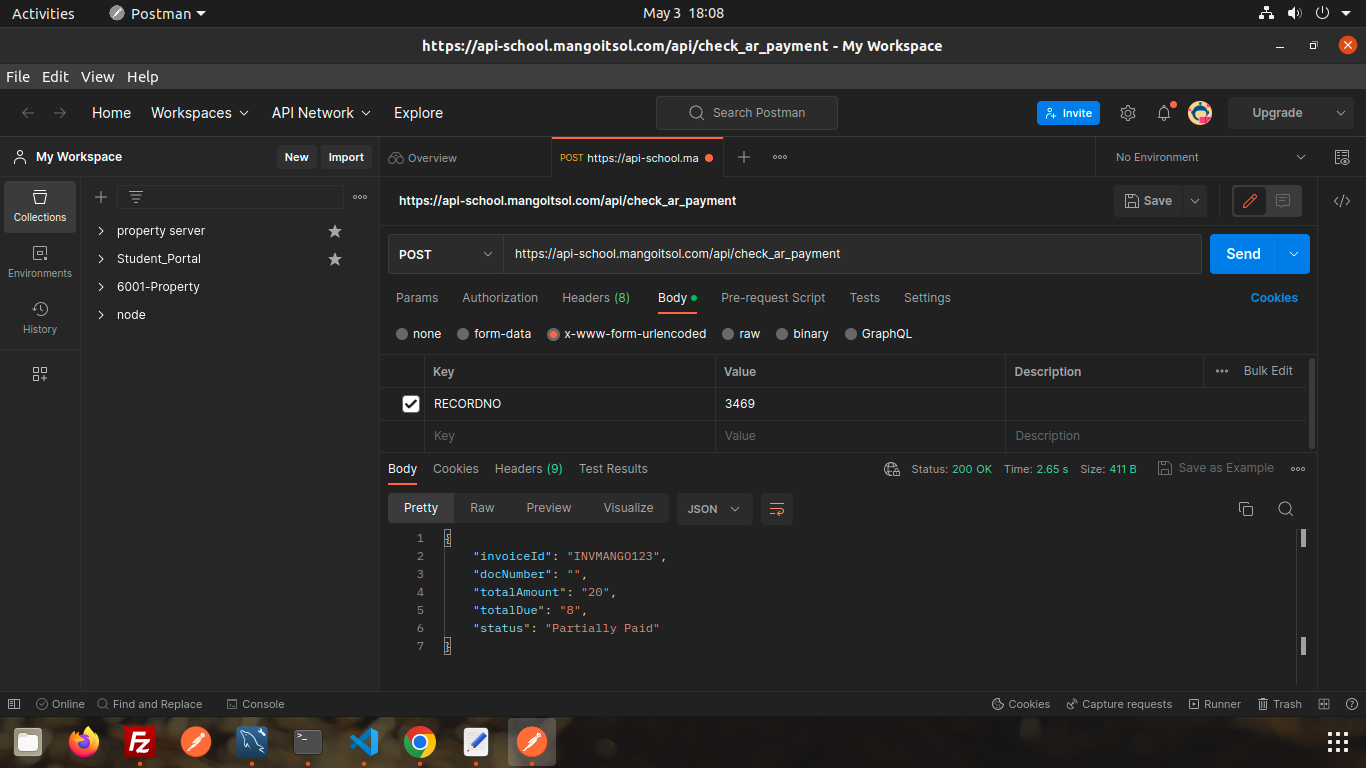 Activities Postman May 3 18:08
https://api-school.mangoitsol.com/api/check_ar_payment - My Workspace
File Edit View Help
Home Workspaces API Network Explore Search Postman Invite Upgrade
My Workspace New Import Overview POST https://api-school.ma No Environment
Collections
Environments
History
property server
Student_Portal
6001-Property
node
https://api-school.mangoitsol.com/api/check_ar_payment Save
POST https://api-school.mangoitsol.com/api/check_ar_payment Send
Params Authorization Headers (8) Body Pre-request Script Tests Settings Cookies
none form-data x-www-form-urlencoded raw binary GraphQL
Key Value Description Bulk Edit
RECORDNO 3469
Key Value Description
Body Cookies Headers (9) Test Results Status: 200 OK Time: 2.65 s Size: 411 B Save as Example
Pretty Raw Preview Visualize JSON
1 {
2 "invoiceId": "INVMANGO123",
3 "docNumber": "",
4 "totalAmount": "20",
5 "totalDue": "8",
6 "status": "Partially Paid"
7 }
Online Find and Replace Console Cookies Capture requests Runner Trash